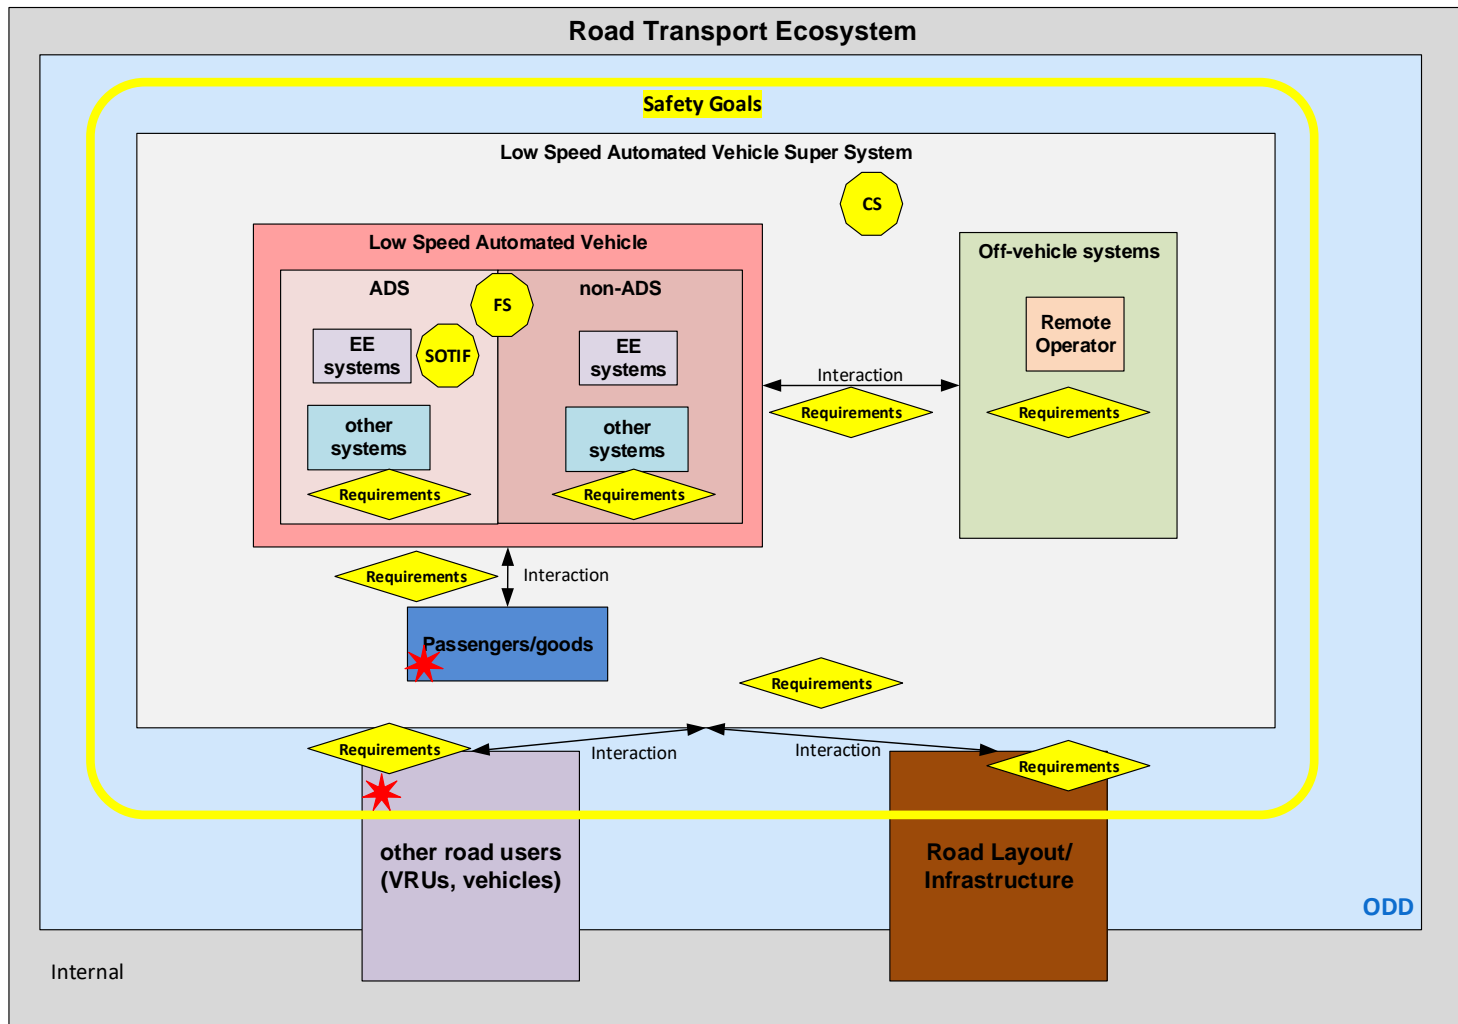 Road Transport Ecosystem
Safety Goals
Low Speed Automated Vehicle Super System
CS
Low Speed Automated Vehicle
ADS
FS
non-ADS
EE
systems
SOTIF
EE
systems
other
systems
other
systems
Requirements
Requirements
Off-vehicle systems
Remote
Operator
Interaction
Requirements
Requirements
Requirements
Interaction
Passengers/goods
Requirements
Requirements
Interaction
Interaction
Requirements
other road users
(VRUs, vehicles)
Road Layout/
Infrastructure
ODD
Internal